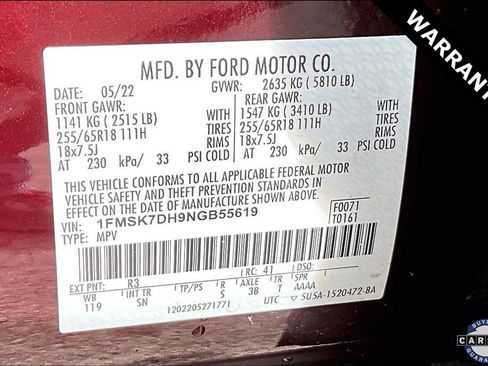 WARRANT
MFD. BY FORD MOTOR CO.
DATE: 05/22 GVWR: 2635 KG ( 5810 LB)
FRONT GAWR: REAR GAWR:
1141 KG ( 2515 LB) 1547 KG ( 3410 LB)
255/65R18 111H TIRES 255/65R18 111H TIRES
18x7.5J RIMS 18x7.5J RIMS
AT 230 kPa/ 33 PSI COLD AT 230 kPa/ 33 PSI COLD
THIS VEHICLE CONFORMS TO ALL APPLICABLE FEDERAL MOTOR
VEHICLE SAFETY AND THEFT PREVENTION STANDARDS IN
EFFECT ON THE DATE OF MANUFACTURE SHOWN ABOVE.
VIN: 1FMSK7DH9NGB55619 F0071
TYPE: MPV T0161
EXT PNT: R3 RC: 41 DSO:
WB INT TR TP/PS R AX TR SPR
119 SN S 3B T AAAA
1202205271771 UTC 5U5A-1520472-BA
BUYE
CAR